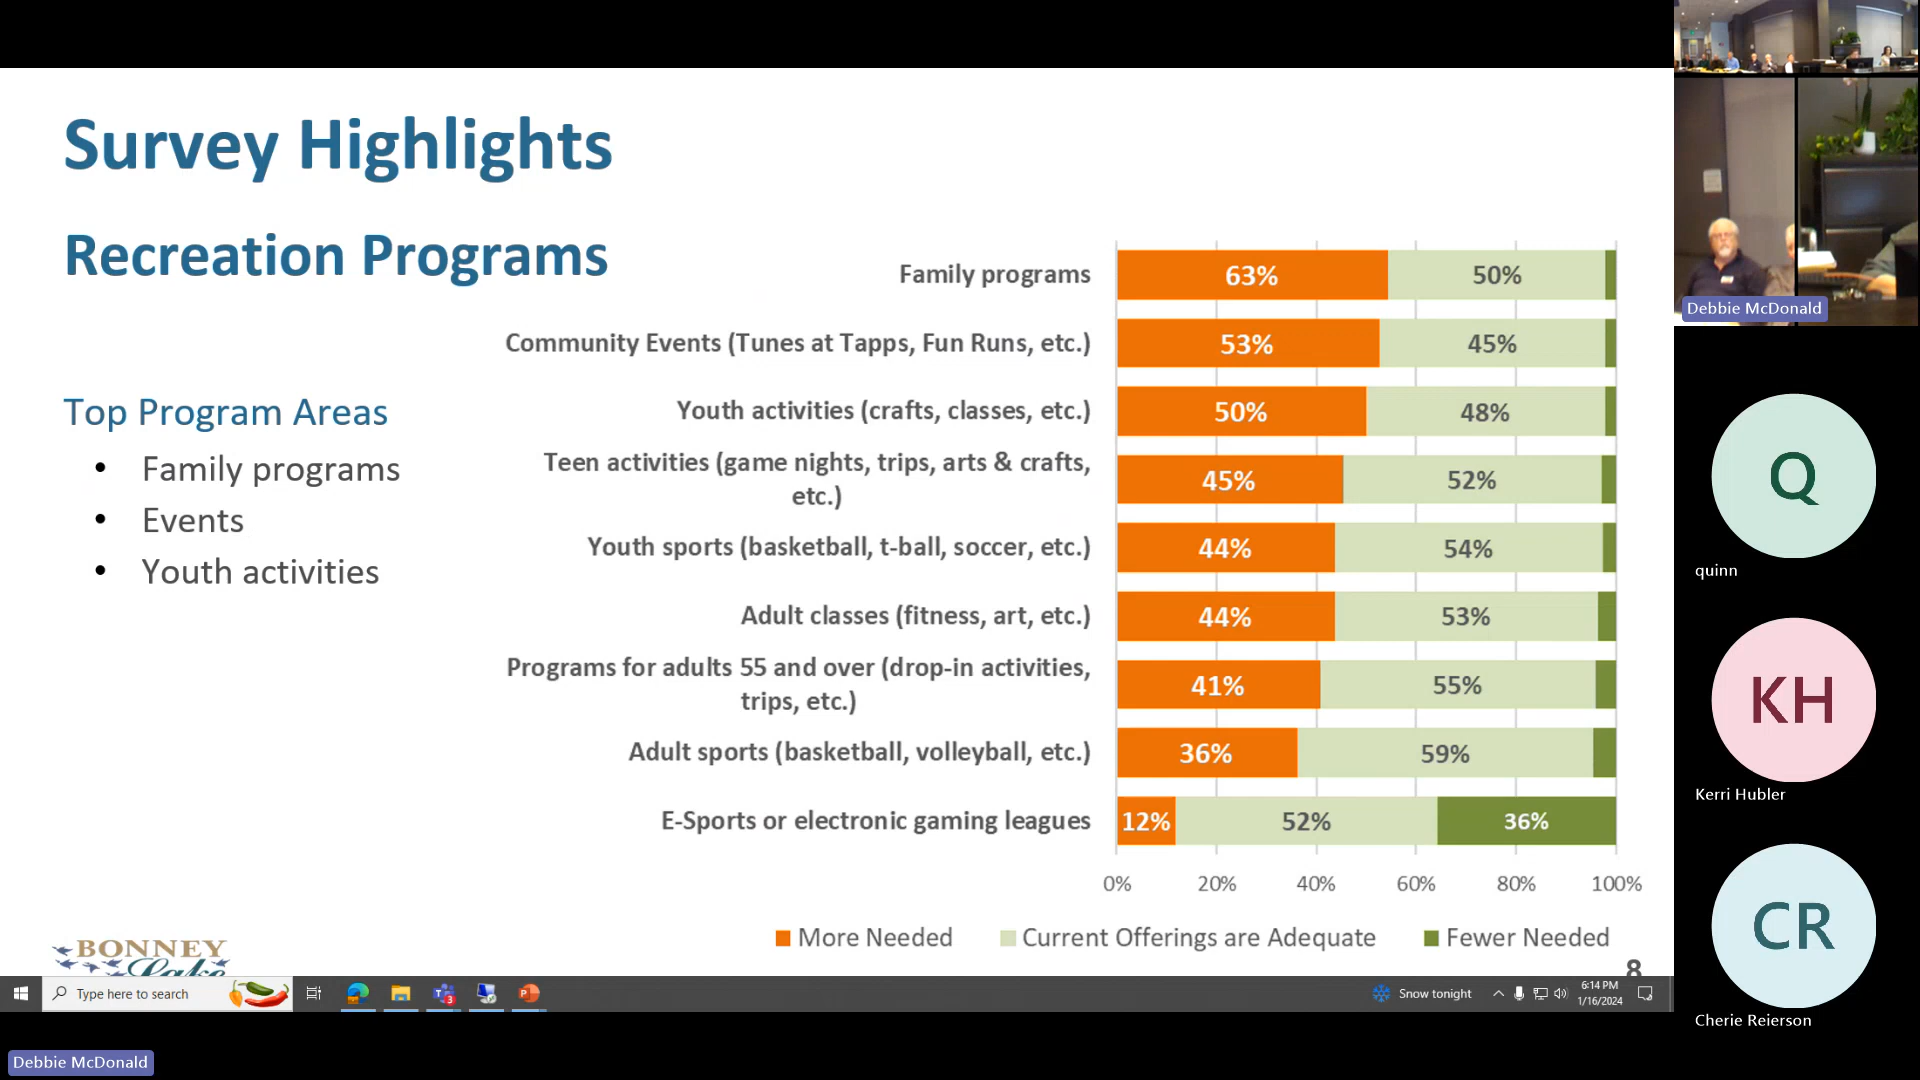 Survey Highlights
Recreation Programs
Top Program Areas
• Family programs
• Events
• Youth activities
Family programs 63% 50%
Community Events (Tunes at Tapps, Fun Runs, etc.) 53% 45%
Youth activities (crafts, classes, etc.) 50% 48%
Teen activities (game nights, trips, arts & crafts,
etc.) 45% 52%
Youth sports (basketball, t-ball, soccer, etc.) 44% 54%
Adult classes (fitness, art, etc.) 44% 53%
Programs for adults 55 and over (drop-in activities,
trips, etc.) 41% 55%
Adult sports (basketball, volleyball, etc.) 36% 59%
E-Sports or electronic gaming leagues 12% 52% 36%
0% 20% 40% 60% 80% 100%
More Needed Current Offerings are Adequate Fewer Needed
BONNEY
Lake
8
Type here to search
3
P
Snow tonight
6:14 PM
1/16/2024
Debbie McDonald
Debbie McDonald
Q
quinn
KH
Kerri Hubler
CR
Cherie Reierson